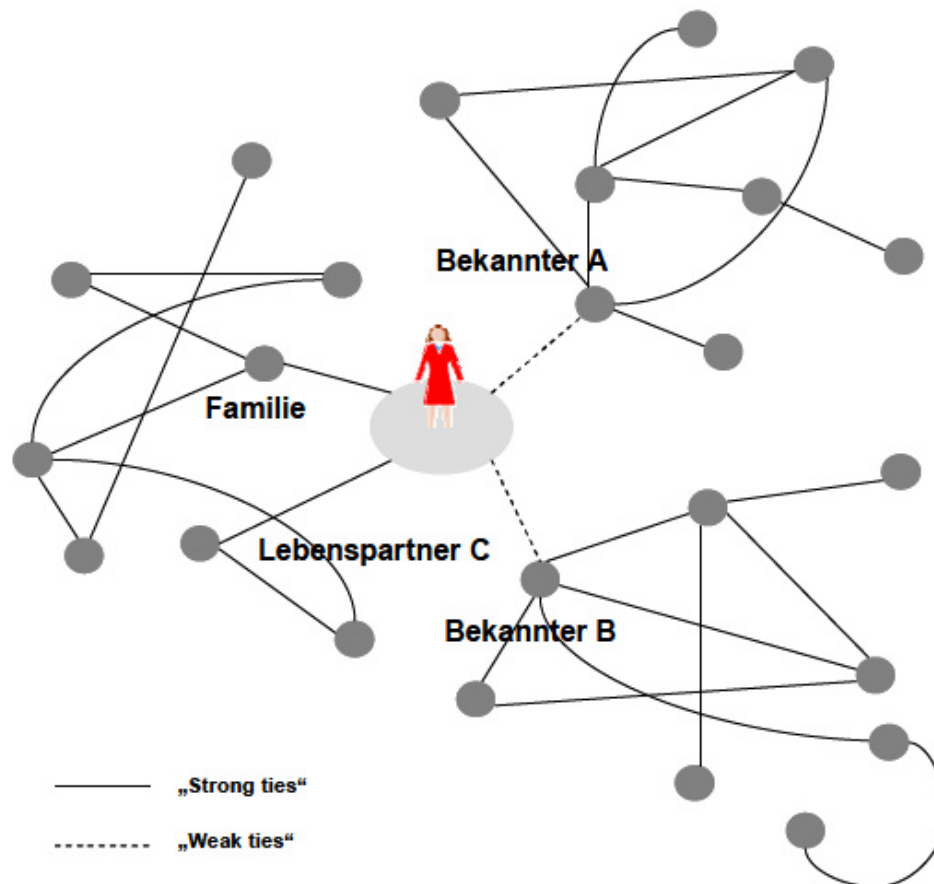 Bekannter A
Familie
Lebenspartner C
Bekannter B
„Strong ties“
„Weak ties“